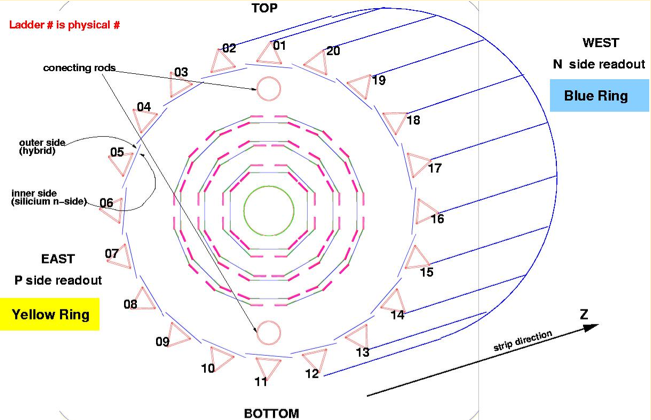 TOP
Ladder # is physical #
WEST
N side readout
Blue Ring
conecting rods
01
02
20
03
19
04
18
outer side
(hybrid)
05
17
inner side
(silicium n-side)
06
16
EAST
P side readout
Yellow Ring
07
15
08
14
09
13
10
12
11
Z
strip direction
BOTTOM